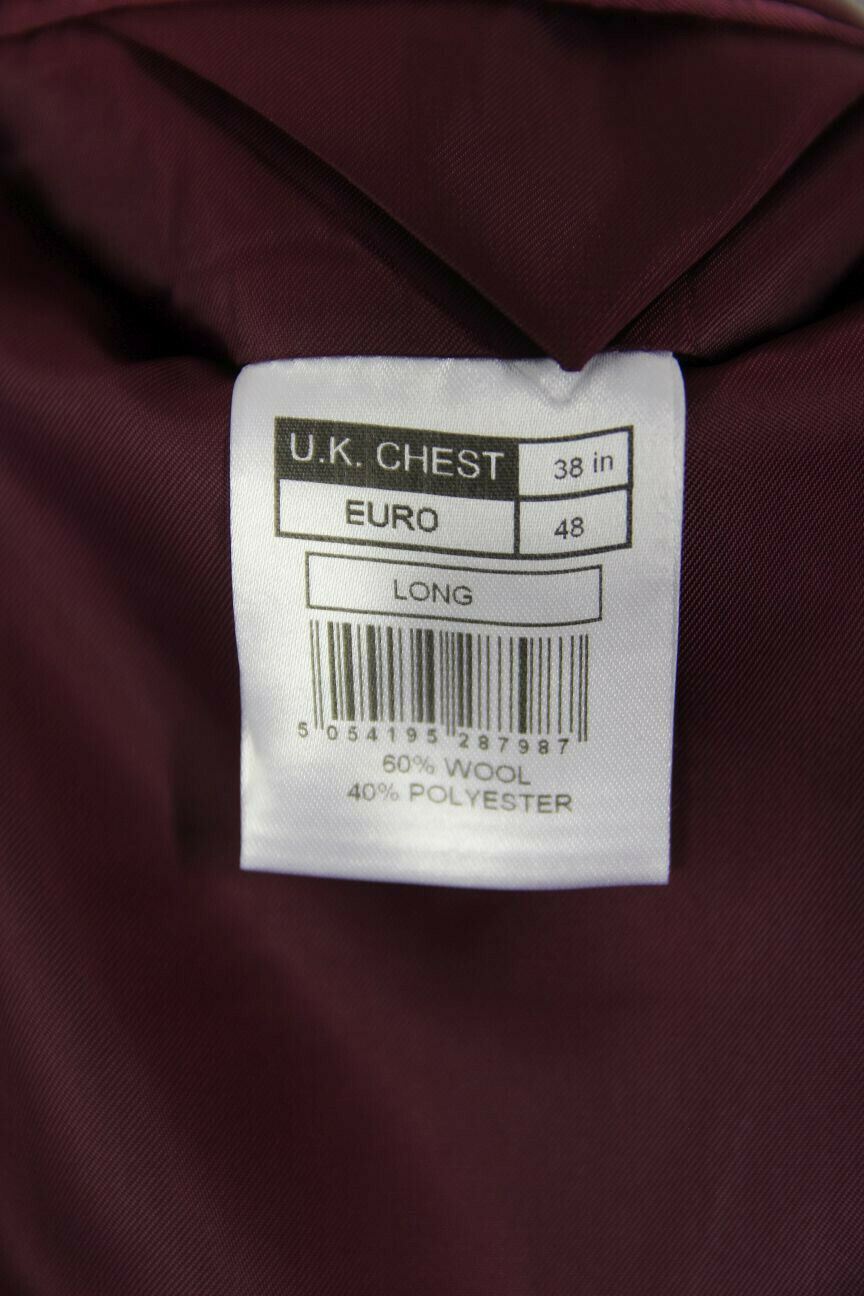 U.K. CHEST 38 in
EURO 48
LONG
5 054195 287987
60% WOOL
40% POLYESTER